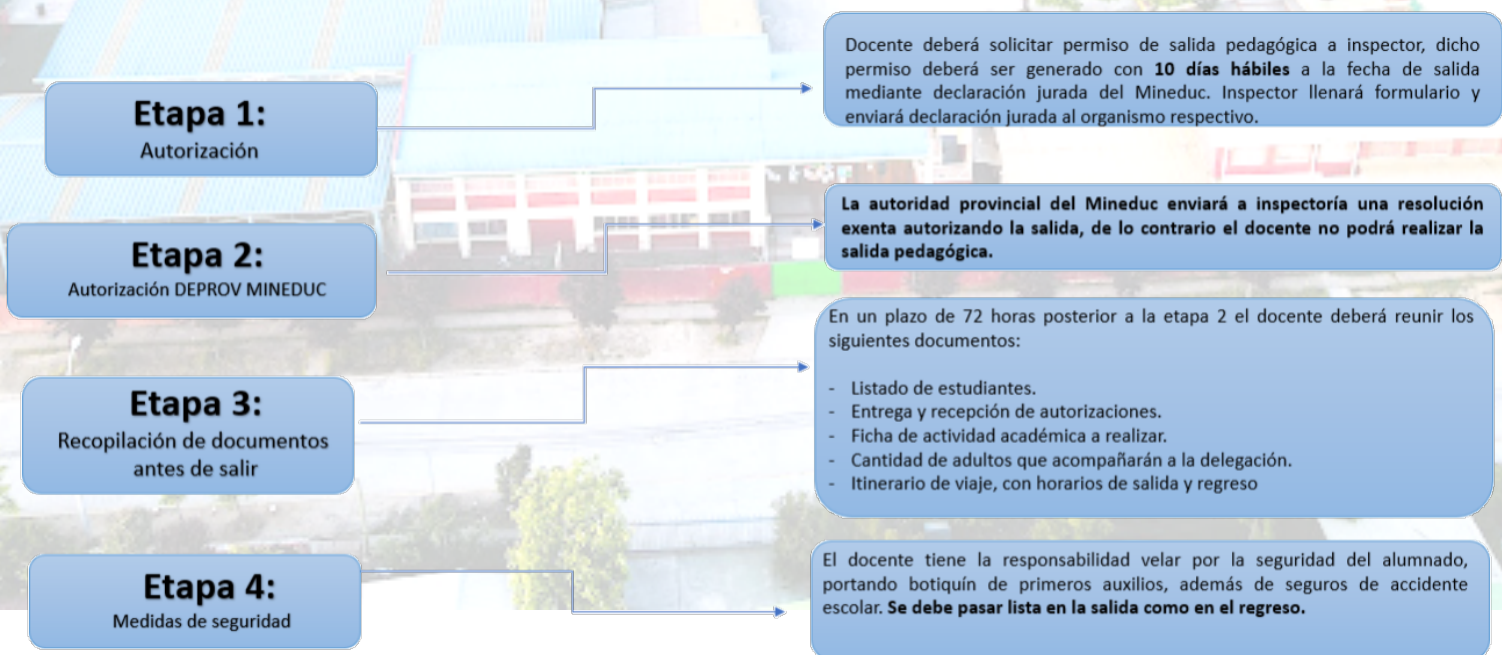 Etapa 1:
Autorización
Docente deberá solicitar permiso de salida pedagógica a inspector, dicho
permiso deberá ser generado con 10 días hábiles a la fecha de salida
mediante declaración jurada del Mineduc. Inspector llenará formulario y
enviará declaración jurada al organismo respectivo.
Etapa 2:
Autorización DEPROV MINEDUC
La autoridad provincial del Mineduc enviará a inspectoría una resolución
exenta autorizando la salida, de lo contrario el docente no podrá realizar la
salida pedagógica.
Etapa 3:
Recopilación de documentos
antes de salir
En un plazo de 72 horas posterior a la etapa 2 el docente deberá reunir los
siguientes documentos:
- Listado de estudiantes.
- Entrega y recepción de autorizaciones.
- Ficha de actividad académica a realizar.
- Cantidad de adultos que acompañarán a la delegación.
- Itinerario de viaje, con horarios de salida y regreso
Etapa 4:
Medidas de seguridad
El docente tiene la responsabilidad velar por la seguridad del alumnado,
portando botiquín de primeros auxilios, además de seguros de accidente
escolar. Se debe pasar lista en la salida como en el regreso.